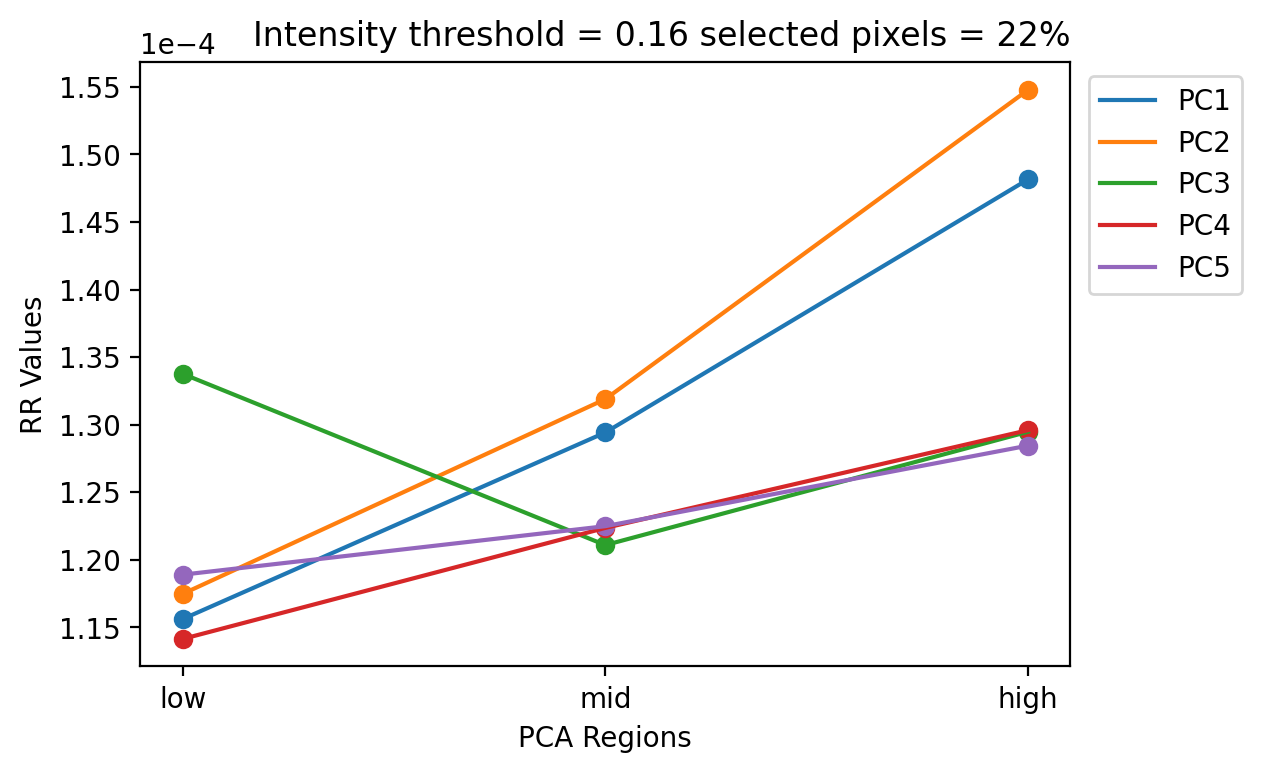 Intensity threshold = 0.16 selected pixels = 22%
1e−4
1.55
1.50
1.45
1.40
1.35
1.30
1.25
1.20
1.15
RR Values
low
mid
high
PCA Regions
PC1
PC2
PC3
PC4
PC5